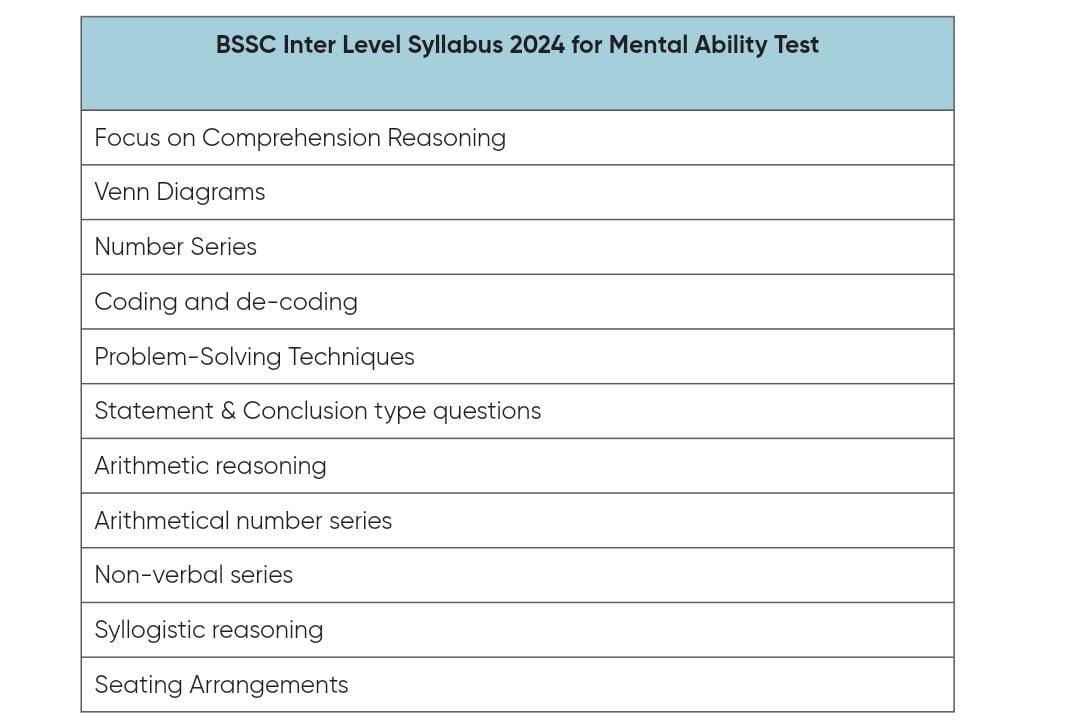 BSSC Inter Level Syllabus 2024 for Mental Ability Test
Focus on Comprehension Reasoning
Venn Diagrams
Number Series
Coding and de-coding
Problem-Solving Techniques
Statement & Conclusion type questions
Arithmetic reasoning
Arithmetical number series
Non-verbal series
Syllogistic reasoning
Seating Arrangements